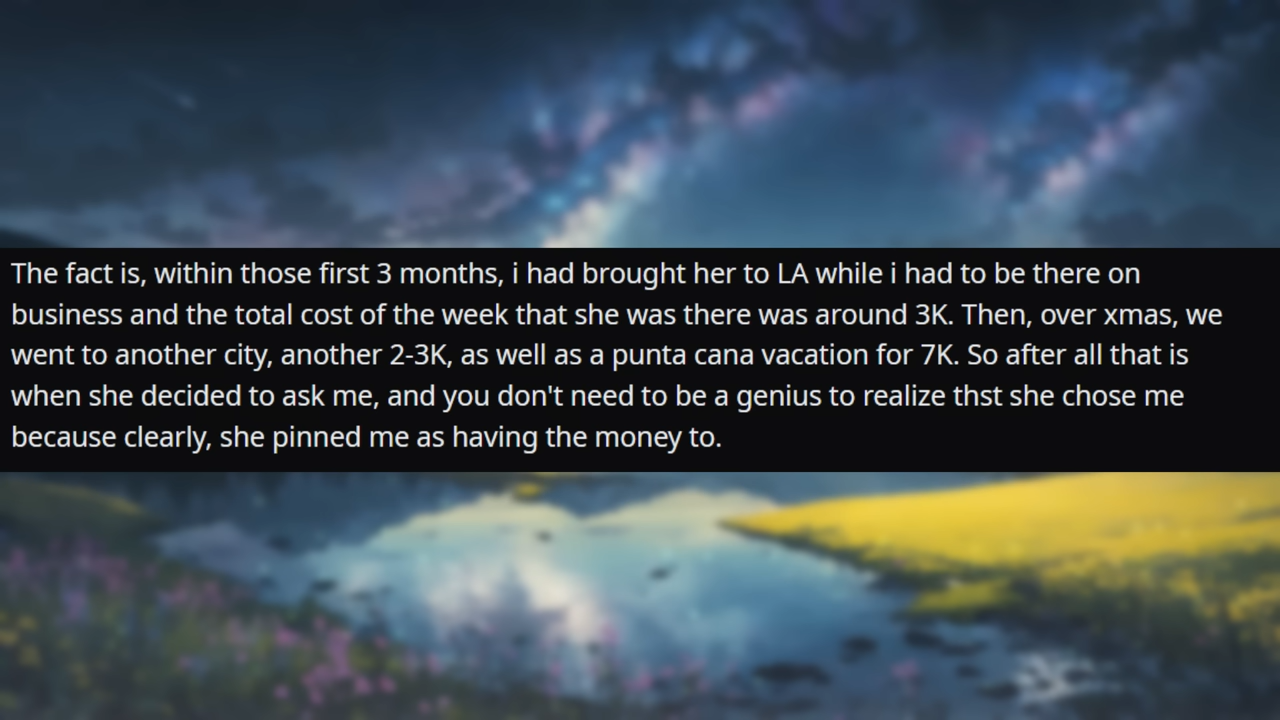 The fact is, within those first 3 months, i had brought her to LA while i had to be there on
business and the total cost of the week that she was there was around 3K. Then, over xmas, we
went to another city, another 2-3K, as well as a punta cana vacation for 7K. So after all that is
when she decided to ask me, and you don't need to be a genius to realize thst she chose me
because clearly, she pinned me as having the money to.